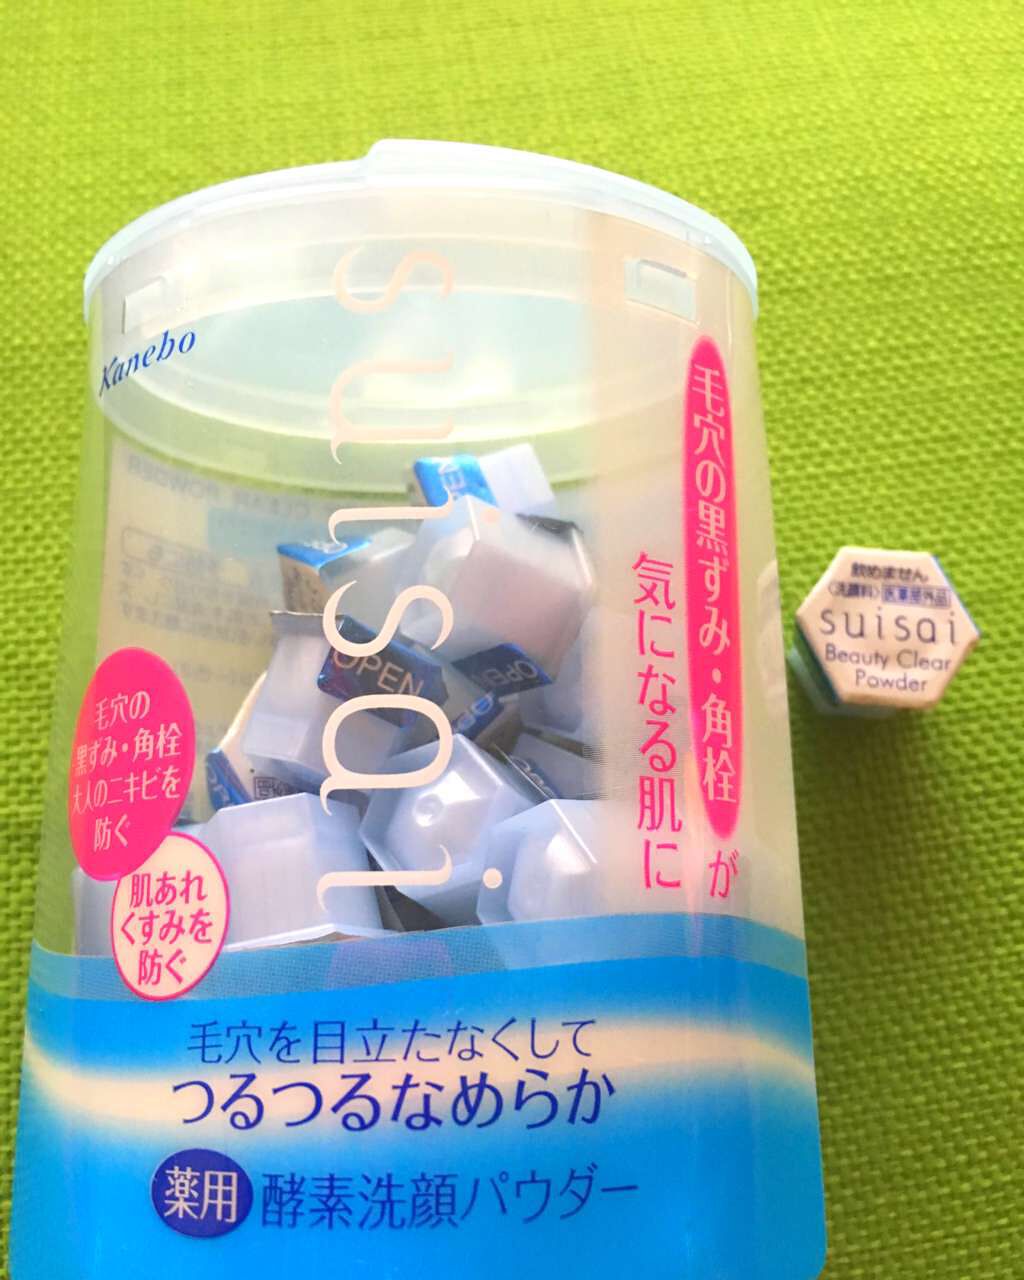 Kanebo
suisai
毛穴の黒ずみ・角栓が
気になる肌に
毛穴の
黒ずみ・角栓
大人のニキビを
防ぐ
肌あれ
くすみを
防ぐ
毛穴を目立たなくして
つるつるなめらか
薬用 酵素洗顔パウダー
OPEN
OPEN
飲めません
〈洗顔料〉医薬部外品
suisai
Beauty Clear
Powder